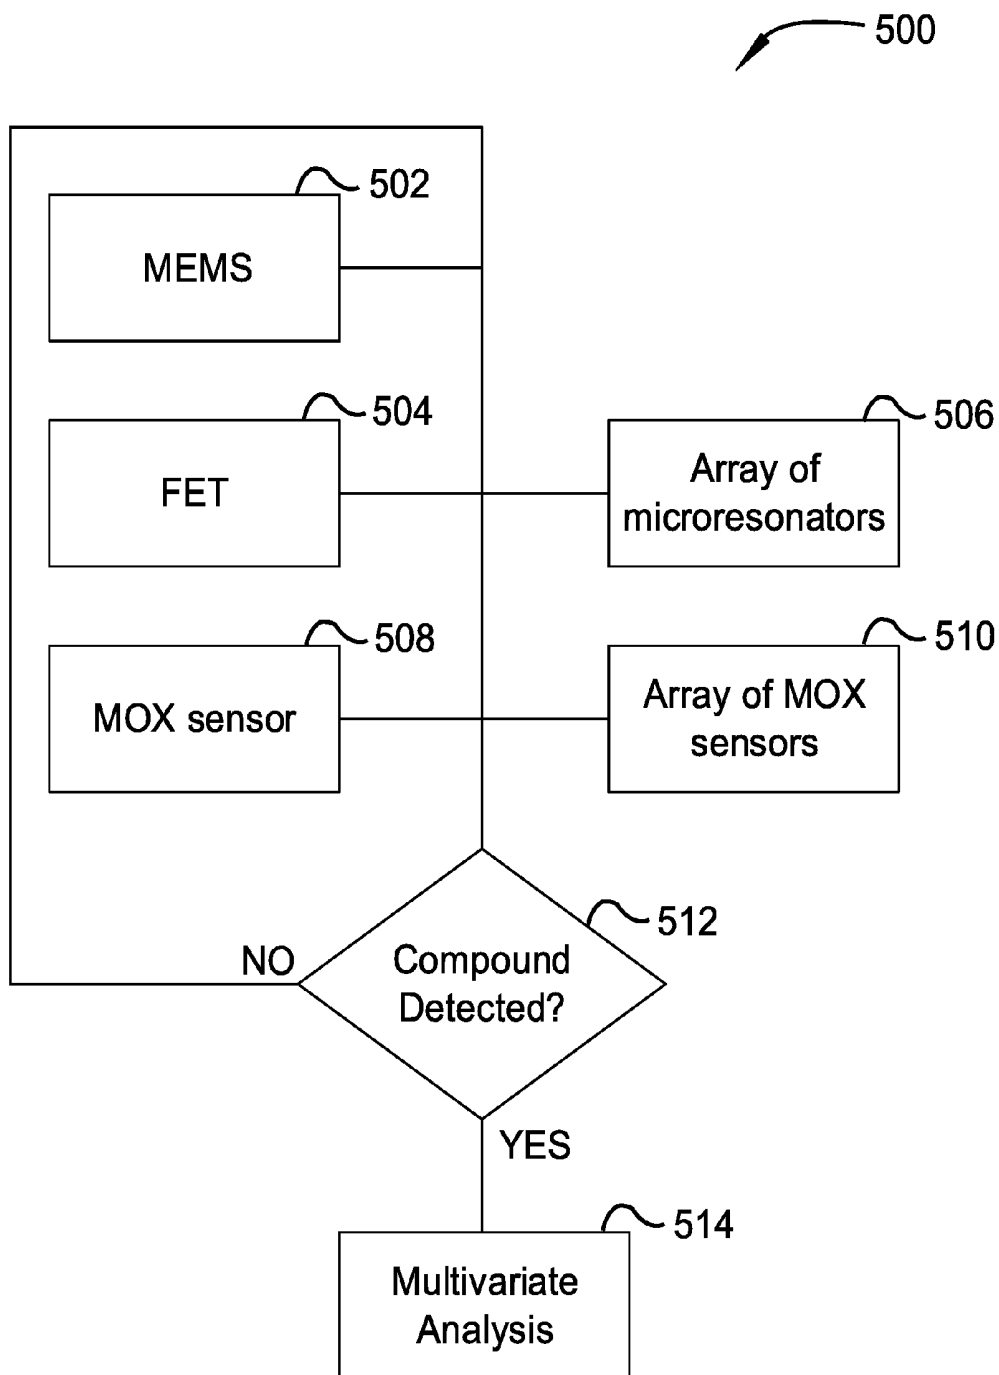 500
502
MEMS
504
FET
506
Array of
microresonators
508
MOX sensor
510
Array of MOX
sensors
512
Compound
Detected?
NO
YES
514
Multivariate
Analysis